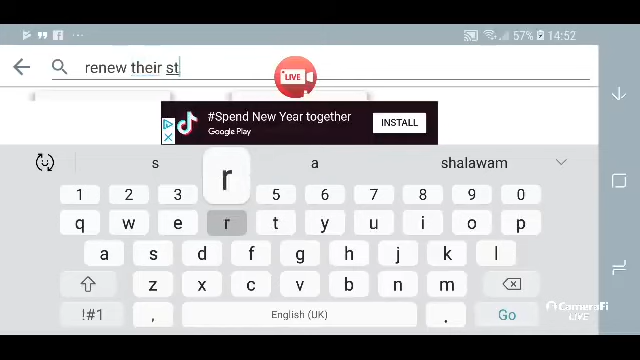 57% 14:52
renew their st
LIVE
#Spend New Year together
Google Play
INSTALL
s a shalawam
r
1 2 3 5 6 7 8 9 0
q w e r t y u i o p
a s d f g h j k l
z x c v b n m
!#1 , English (UK) . Go
CameraFi
LIVE